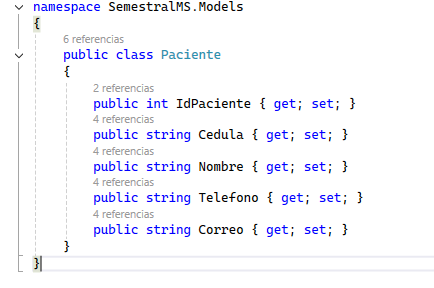 namespace SemestralMS.Models
{
6 referencias
public class Paciente
{
2 referencias
public int IdPaciente { get; set; }
4 referencias
public string Cedula { get; set; }
4 referencias
public string Nombre { get; set; }
4 referencias
public string Telefono { get; set; }
4 referencias
public string Correo { get; set; }
}
}